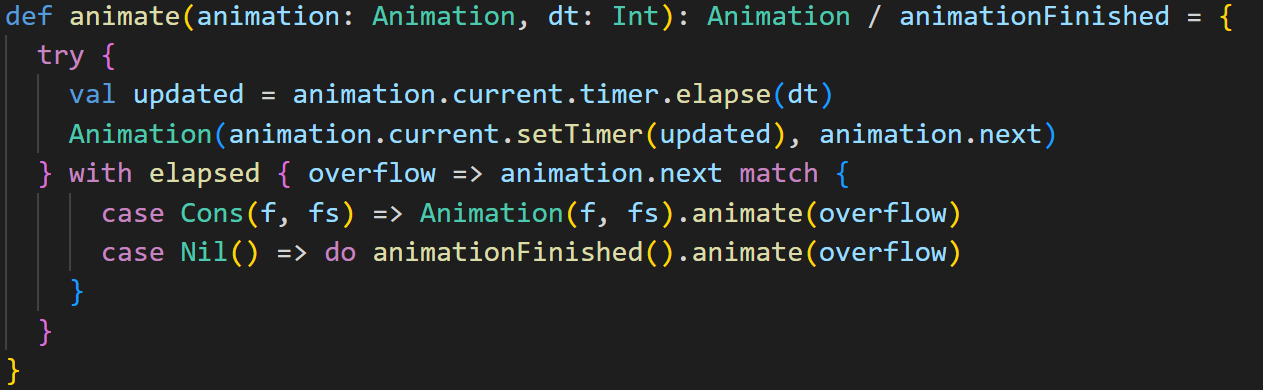 def animate(animation: Animation, dt: Int): Animation / animationFinished = {
  try {
    val updated = animation.current.timer.elapse(dt)
    Animation(animation.current.setTimer(updated), animation.next)
  } with elapsed { overflow => animation.next match {
      case Cons(f, fs) => Animation(f, fs).animate(overflow)
      case Nil() => do animationFinished().animate(overflow)
    }
  }
}